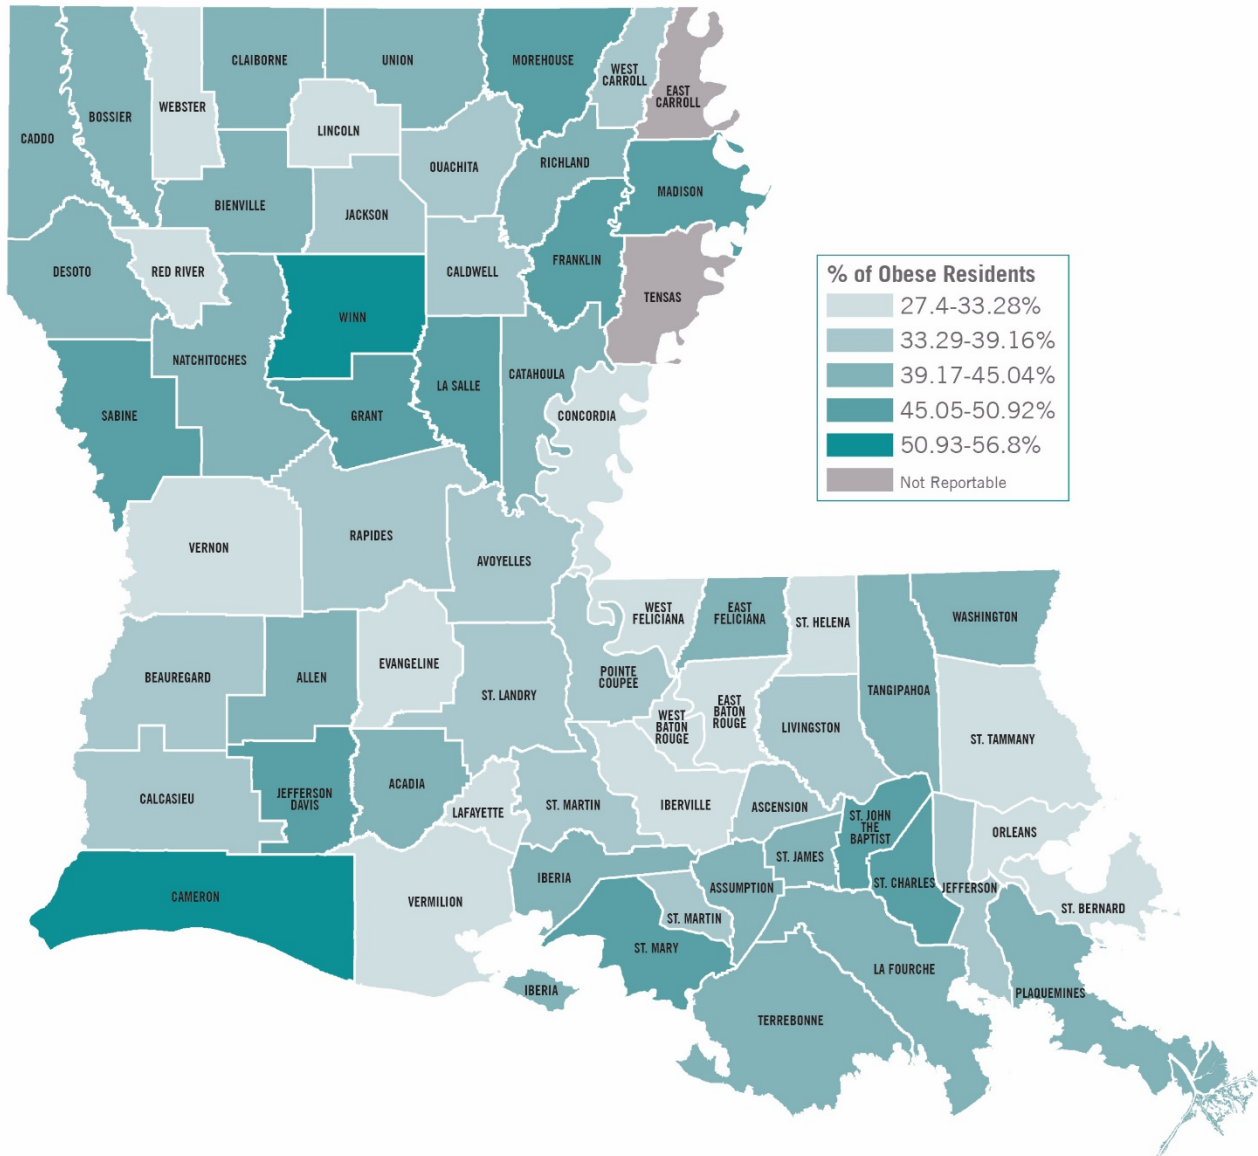 CLAIBORNE
UNION
MOREHOUSE
WEST
CARROLL
EAST
CARROLL
WEBSTER
BOSSIER
CADDO
LINCOLN
OUACHITA
RICHLAND
MADISON
BIENVILLE
JACKSON
DESOTO
RED RIVER
CALDWELL
FRANKLIN
TENSAS
WINN
NATCHITOCHES
LA SALLE
CATAHOULA
CONCORDIA
SABINE
GRANT
% of Obese Residents
27.4-33.28%
33.29-39.16%
39.17-45.04%
45.05-50.92%
50.93-56.8%
Not Reportable
VERNON
RAPIDES
AVOYELLES
WEST
FELICIANA
EAST
FELICIANA
ST. HELENA
WASHINGTON
BEAUREGARD
ALLEN
EVANGELINE
ST. LANDRY
POINTE
COUPEE
TANGIPAHOA
WEST
BATON
ROUGE
EAST
BATON
ROUGE
LIVINGSTON
ST. TAMMANY
CALCASIEU
JEFFERSON
DAVIS
ACADIA
LAFAYETTE
ST. MARTIN
IBERVILLE
ASCENSION
ST. JOHN
THE
BAPTIST
ORLEANS
ST. JAMES
CAMERON
VERMILION
IBERIA
ASSUMPTION
ST. CHARLES
JEFFERSON
ST. BERNARD
ST. MARTIN
ST. MARY
LA FOURCHE
IBERIA
PLAQUEMINES
TERREBONNE